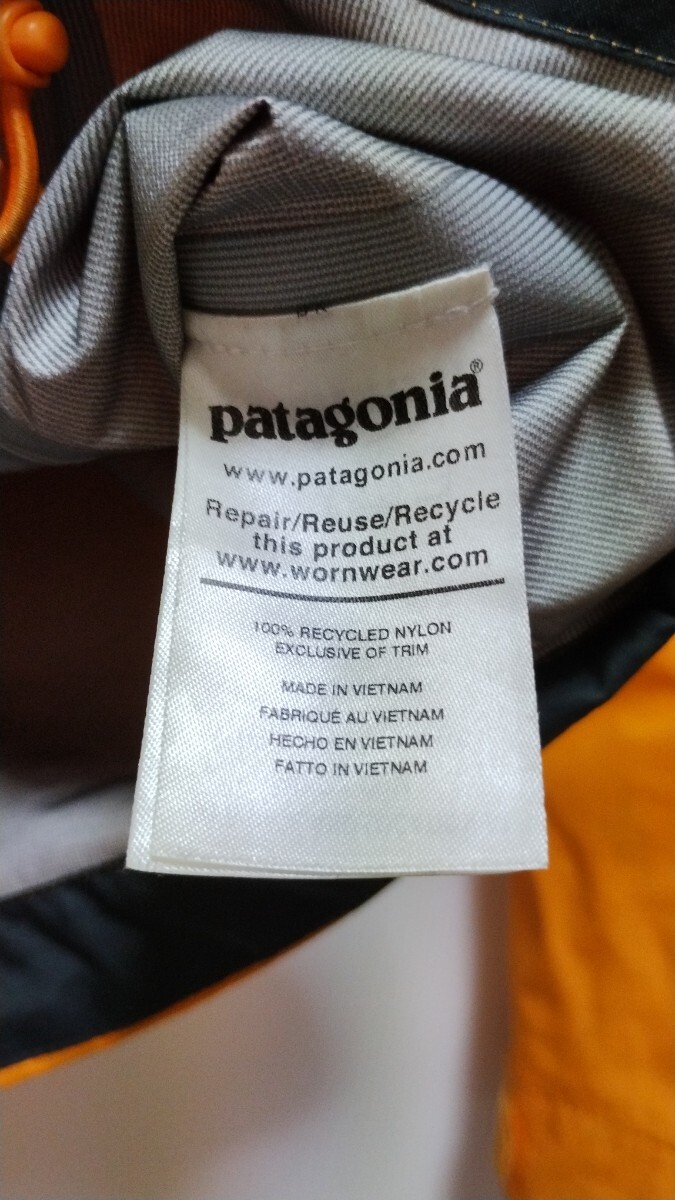 patagonia®
www.patagonia.com
Repair/Reuse/Recycle
this product at
www.wornwear.com
100% RECYCLED NYLON
EXCLUSIVE OF TRIM
MADE IN VIETNAM
FABRIQUÉ AU VIETNAM
HECHO EN VIETNAM
FATTO IN VIETNAM